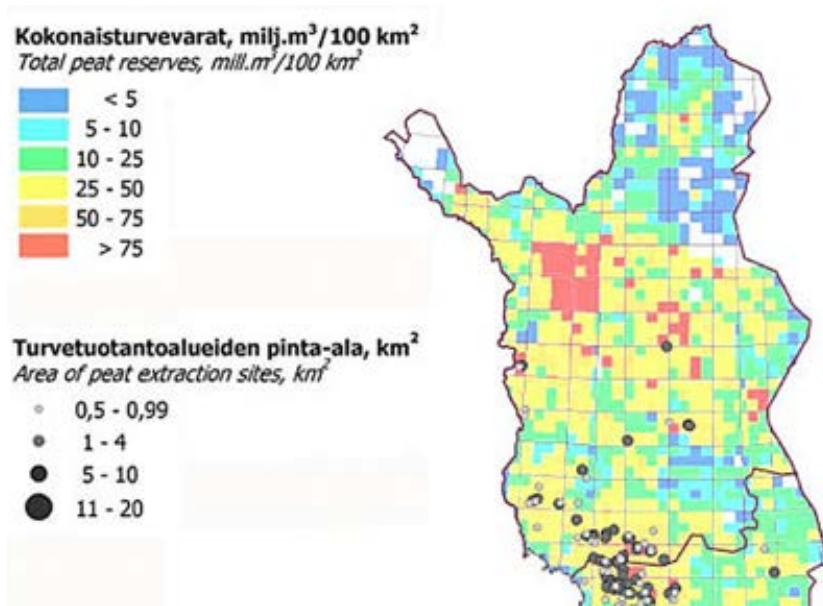 Kokonaisturvevarat, milj.m³/100 km²
Total peat reserves, mill.m³/100 km²
< 5
5 - 10
10 - 25
25 - 50
50 - 75
> 75
Turvetuotantoalueiden pinta-ala, km²
Area of peat extraction sites, km²
0,5 - 0,99
1 - 4
5 - 10
11 - 20